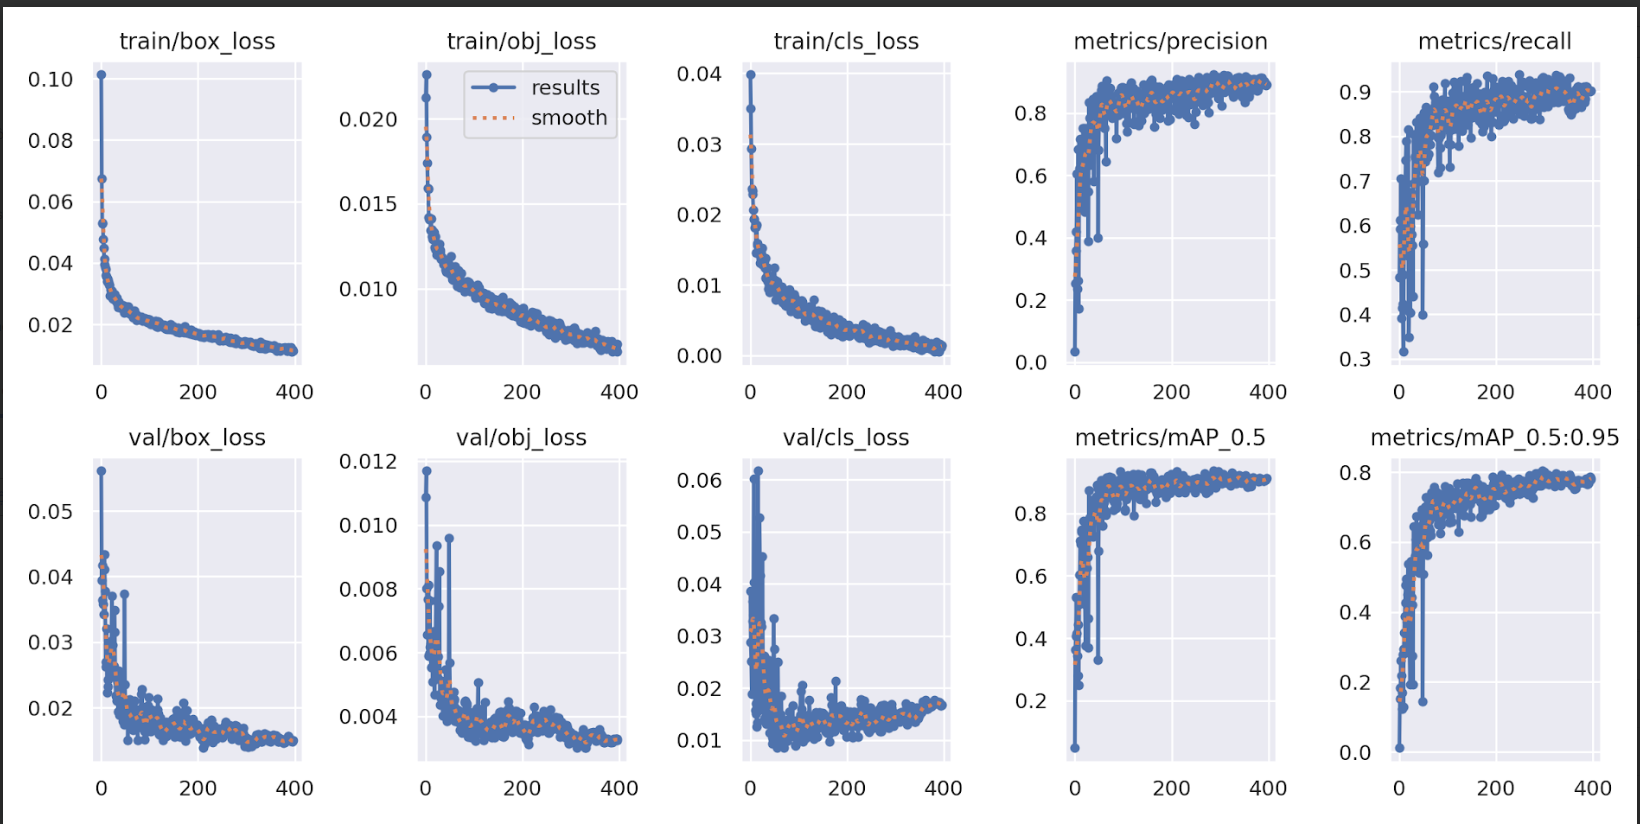 train/box_loss
0.10
0.08
0.06
0.04
0.02
0 200 400
train/obj_loss
results
smooth
0.020
0.015
0.010
0 200 400
train/cls_loss
0.04
0.03
0.02
0.01
0.00
0 200 400
metrics/precision
0.8
0.6
0.4
0.2
0.0
0 200 400
metrics/recall
0.9
0.8
0.7
0.6
0.5
0.4
0.3
0 200 400
val/box_loss
0.05
0.04
0.03
0.02
0 200 400
val/obj_loss
0.012
0.010
0.008
0.006
0.004
0 200 400
val/cls_loss
0.06
0.05
0.04
0.03
0.02
0.01
0 200 400
metrics/mAP_0.5
0.8
0.6
0.4
0.2
0 200 400
metrics/mAP_0.5:0.95
0.8
0.6
0.4
0.2
0.0
0 200 400